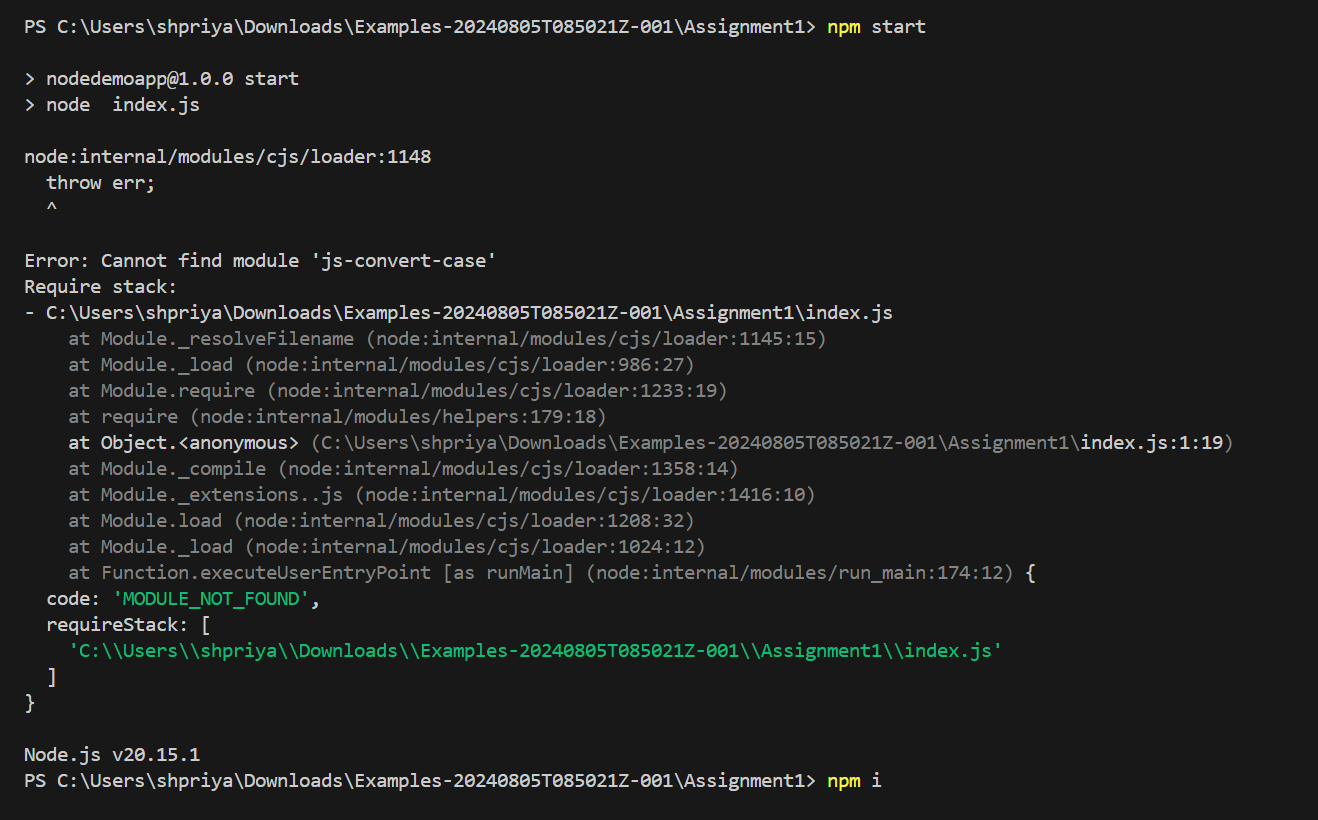 PS C:\Users\shpriya\Downloads\Examples-20240805T085021Z-001\Assignment1> npm start
> nodedemoapp@1.0.0 start
> node  index.js
node:internal/modules/cjs/loader:1148
  throw err;
  ^
Error: Cannot find module 'js-convert-case'
Require stack:
- C:\Users\shpriya\Downloads\Examples-20240805T085021Z-001\Assignment1\index.js
    at Module._resolveFilename (node:internal/modules/cjs/loader:1145:15)
    at Module._load (node:internal/modules/cjs/loader:986:27)
    at Module.require (node:internal/modules/cjs/loader:1233:19)
    at require (node:internal/modules/helpers:179:18)
    at Object.<anonymous> (C:\Users\shpriya\Downloads\Examples-20240805T085021Z-001\Assignment1\index.js:1:19)
    at Module._compile (node:internal/modules/cjs/loader:1358:14)
    at Module._extensions..js (node:internal/modules/cjs/loader:1416:10)
    at Module.load (node:internal/modules/cjs/loader:1208:32)
    at Module._load (node:internal/modules/cjs/loader:1024:12)
    at Function.executeUserEntryPoint [as runMain] (node:internal/modules/run_main:174:12) {
  code: 'MODULE_NOT_FOUND',
  requireStack: [
    'C:\\Users\\shpriya\\Downloads\\Examples-20240805T085021Z-001\\Assignment1\\index.js'
  ]
}
Node.js v20.15.1
PS C:\Users\shpriya\Downloads\Examples-20240805T085021Z-001\Assignment1> npm i